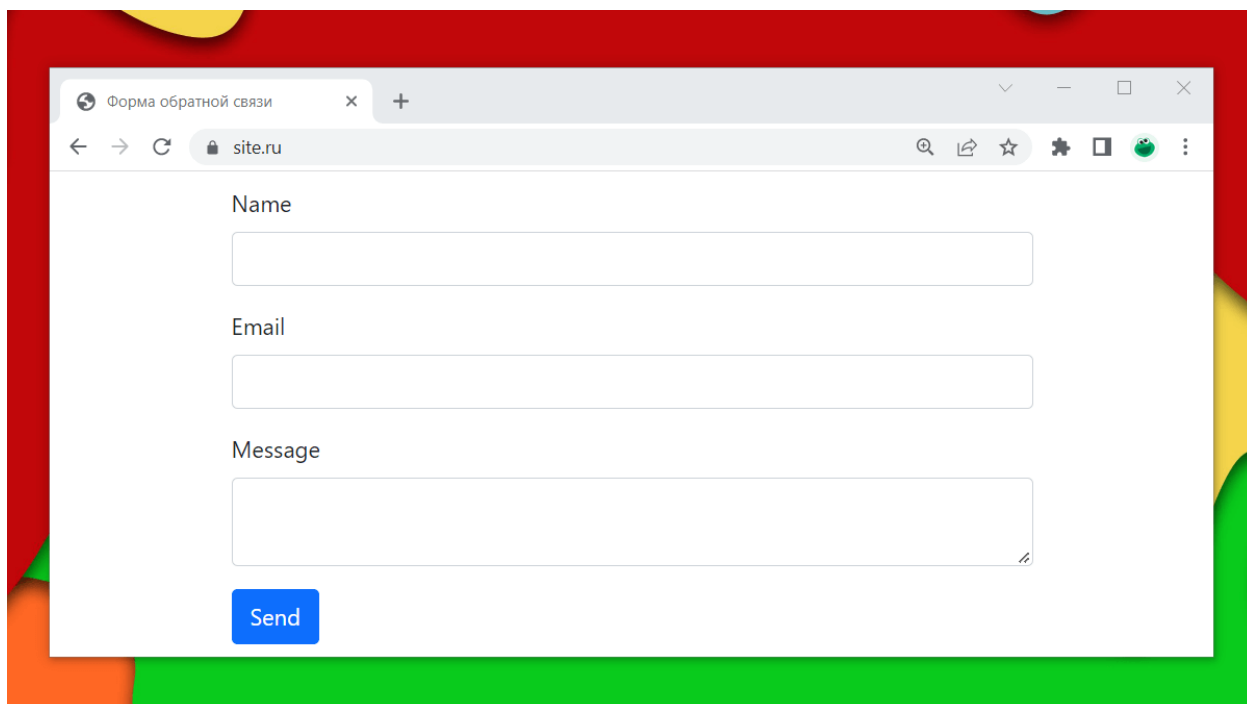 Форма обратной связи
site.ru
Name
Email
Message
Send